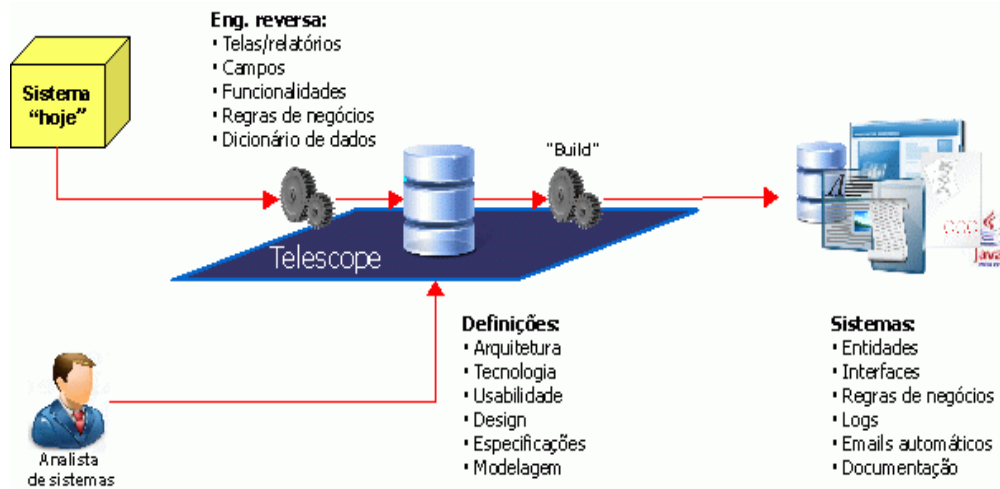 Eng. reversa:
• Telas/relatórios
• Campos
• Funcionalidades
• Regras de negócios
• Dicionário de dados
Sistema
“hoje”
"Build"
Telescope
Java
Definições:
• Arquitetura
• Tecnologia
• Usabilidade
• Design
• Especificações
• Modelagem
Sistemas:
• Entidades
• Interfaces
• Regras de negócios
• Logs
• Emails automáticos
• Documentação
Analista
de sistemas